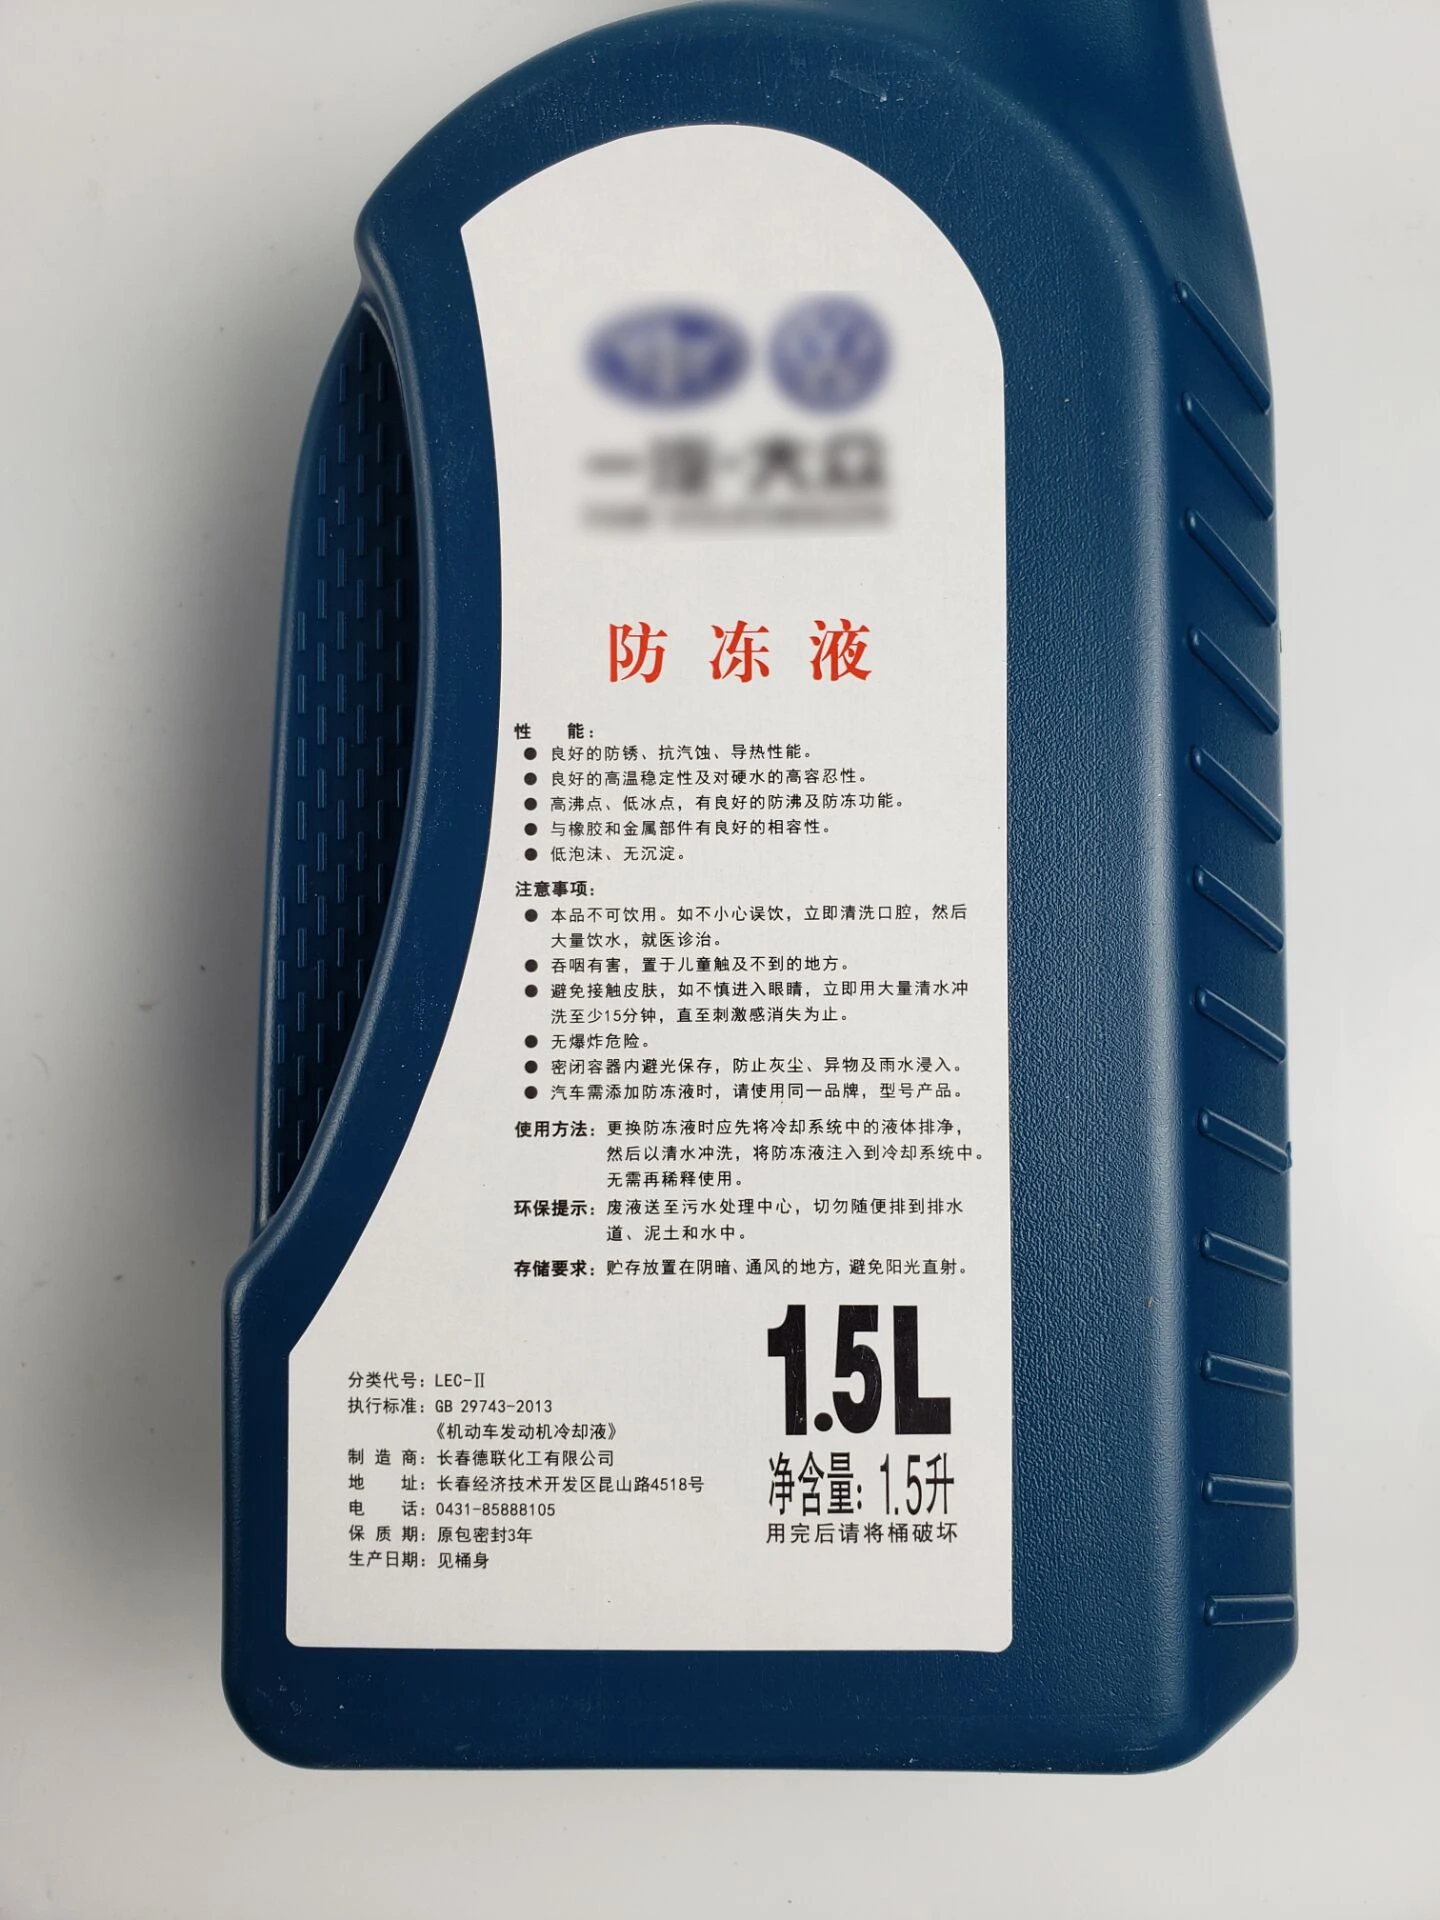 一汽·大众
防冻液
性 能：
● 良好的防锈、抗汽蚀、导热性能。
● 良好的高温稳定性及对硬水的高容忍性。
● 高沸点、低冰点，有良好的防沸及防冻功能。
● 与橡胶和金属部件有良好的相容性。
● 低泡沫、无沉淀。
注意事项：
● 本品不可饮用。如不小心误饮，立即清洗口腔，然后
大量饮水，就医诊治。
● 吞咽有害，置于儿童触及不到的地方。
● 避免接触皮肤，如不慎进入眼睛，立即用大量清水冲
洗至少15分钟，直至刺激感消失为止。
● 无爆炸危险。
● 密闭容器内避光保存，防止灰尘、异物及雨水浸入。
● 汽车需添加防冻液时，请使用同一品牌，型号产品。
使用方法：更换防冻液时应先将冷却系统中的液体排净，
然后以清水冲洗，将防冻液注入到冷却系统中。
无需再稀释使用。
环保提示：废液送至污水处理中心，切勿随便排到排水
道、泥土和水中。
存储要求：贮存放置在阴暗、通风的地方，避免阳光直射。
1.5L
净含量：1.5升
用完后请将桶破坏
分类代号：LEC-Ⅱ
执行标准：GB 29743-2013
《机动车发动机冷却液》
制 造 商：长春德联化工有限公司
地 址：长春经济技术开发区昆山路4518号
电 话：0431-85888105
保 质 期：原包密封3年
生产日期：见桶身